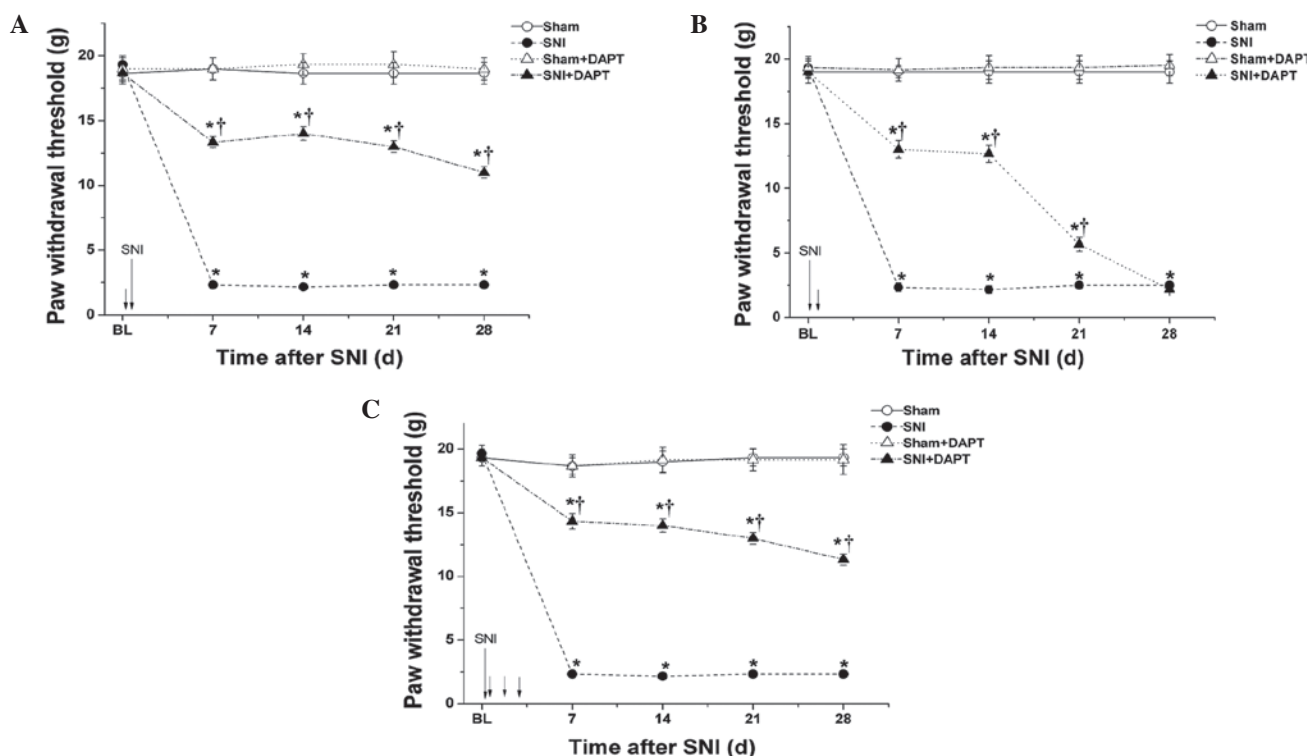 A
Sham
SNI
Sham+DAPT
SNI+DAPT
Paw withdrawal threshold (g)
20
15
10
5
0
*†
*†
*†
*†
SNI
*
*
*
*
BL
7
14
21
28
Time after SNI (d)
B
Sham
SNI
Sham+DAPT
SNI+DAPT
Paw withdrawal threshold (g)
20
15
10
5
0
*†
*†
*†
SNI
*
*
*
*
BL
7
14
21
28
Time after SNI (d)
C
Sham
SNI
Sham+DAPT
SNI+DAPT
Paw withdrawal threshold (g)
20
15
10
5
0
*†
*†
*†
*†
SNI
*
*
*
*
BL
7
14
21
28
Time after SNI (d)